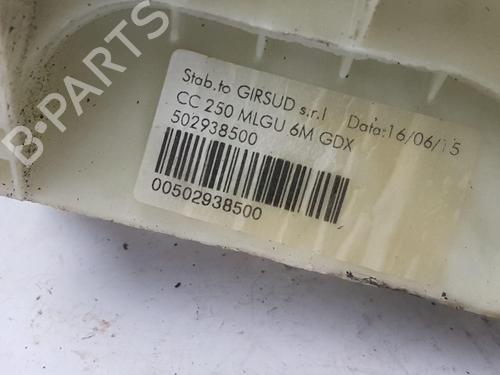 B-PARTS
Stab.to GIRSUD s.r.l Data:16/06/15
CC 250 MLGU 6M GDX
502938500
00502938500